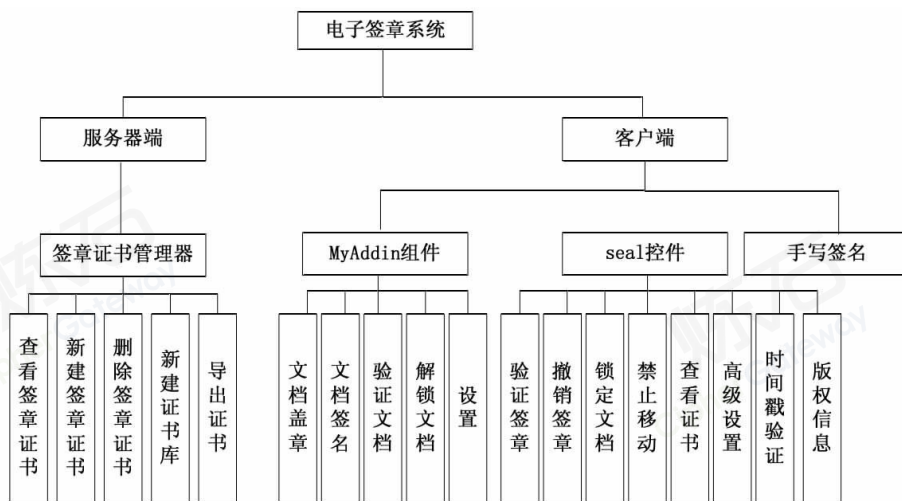 电子签章系统
服务器端
客户端
签章证书管理器
MyAddin组件
seal控件
手写签名
查看签章证书
新建签章证书
删除签章证书
新建证书库
导出证书
文档盖章
文档签名
验证文档
解锁文档
设置
验证签章
撤销签章
锁定文档
禁止移动
查看证书
高级设置
时间戳验证
版权信息
炼石
CipherGateway
炼石
CipherGateway